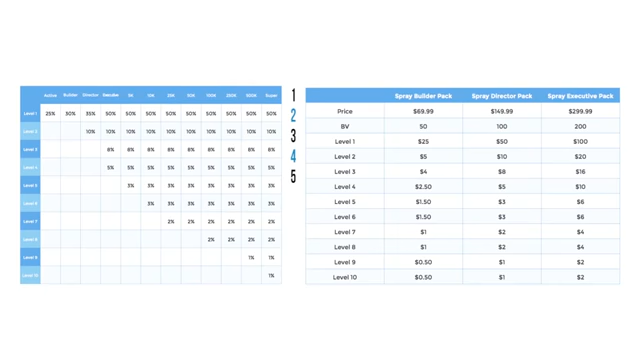 Active Builder Director Executive 5K 10K 25K 50K 100K 250K 500K Super
Level 1 25% 30% 35% 50% 50% 50% 50% 50% 50% 50% 50% 50%
Level 2 10% 10% 10% 10% 10% 10% 10% 10% 10% 10%
Level 3 8% 8% 8% 8% 8% 8% 8% 8% 8%
Level 4 5% 5% 5% 5% 5% 5% 5% 5% 5%
Level 5 3% 3% 3% 3% 3% 3% 3% 3%
Level 6 3% 3% 3% 3% 3% 3% 3%
Level 7 2% 2% 2% 2% 2% 2%
Level 8 2% 2% 2% 2%
Level 9 1% 1%
Level 10 1%
1
2
3
4
5
Spray Builder Pack Spray Director Pack Spray Executive Pack
Price $69.99 $149.99 $299.99
BV 50 100 200
Level 1 $25 $50 $100
Level 2 $5 $10 $20
Level 3 $4 $8 $16
Level 4 $2.50 $5 $10
Level 5 $1.50 $3 $6
Level 6 $1.50 $3 $6
Level 7 $1 $2 $4
Level 8 $1 $2 $4
Level 9 $0.50 $1 $2
Level 10 $0.50 $1 $2